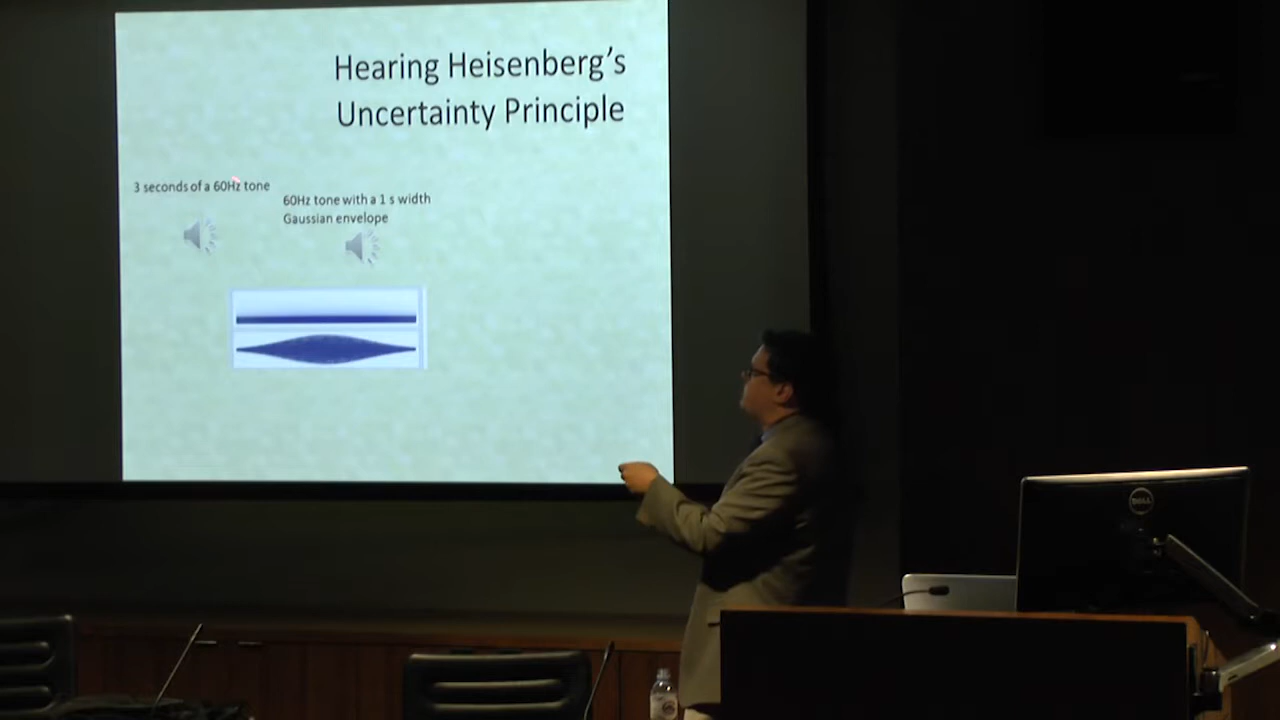 Hearing Heisenberg's
Uncertainty Principle
3 seconds of a 60Hz tone
60Hz tone with a 1 s width
Gaussian envelope
DELL